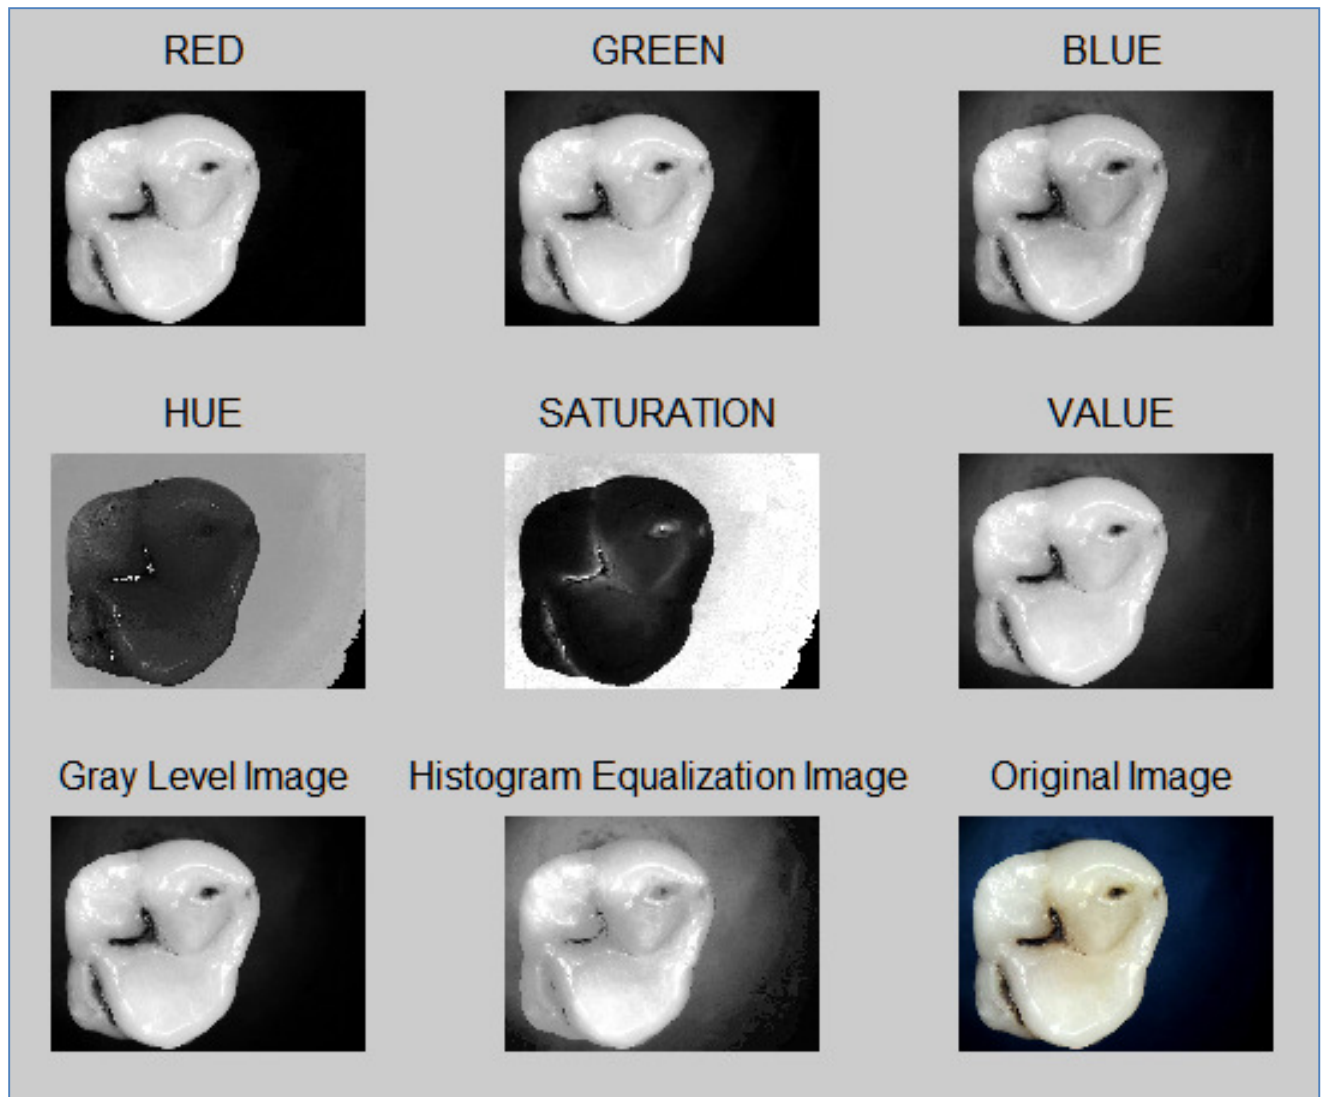 RED GREEN BLUE
HUE SATURATION VALUE
Gray Level Image Histogram Equalization Image Original Image